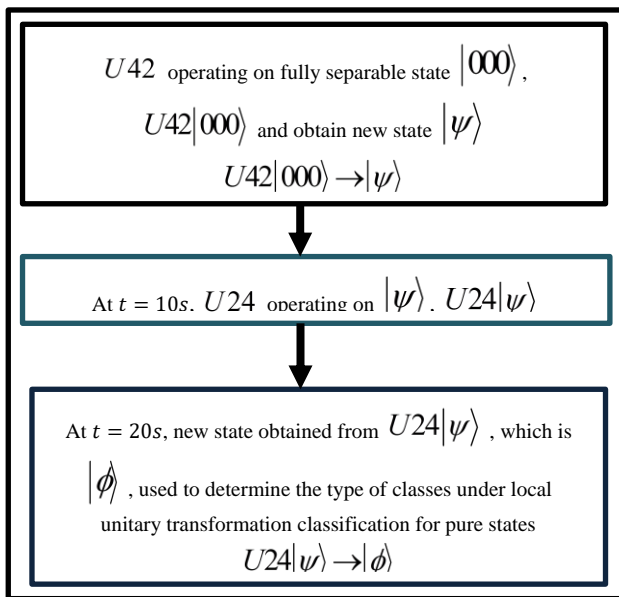 U42 operating on fully separable state |000⟩ ,
U42|000⟩ and obtain new state |ψ⟩
U42|000⟩ → |ψ⟩
At t = 10s, U24 operating on |ψ⟩ , U24|ψ⟩
At t = 20s, new state obtained from U24|ψ⟩ , which is
|ϕ⟩ , used to determine the type of classes under local
unitary transformation classification for pure states
U24|ψ⟩ → |ϕ⟩